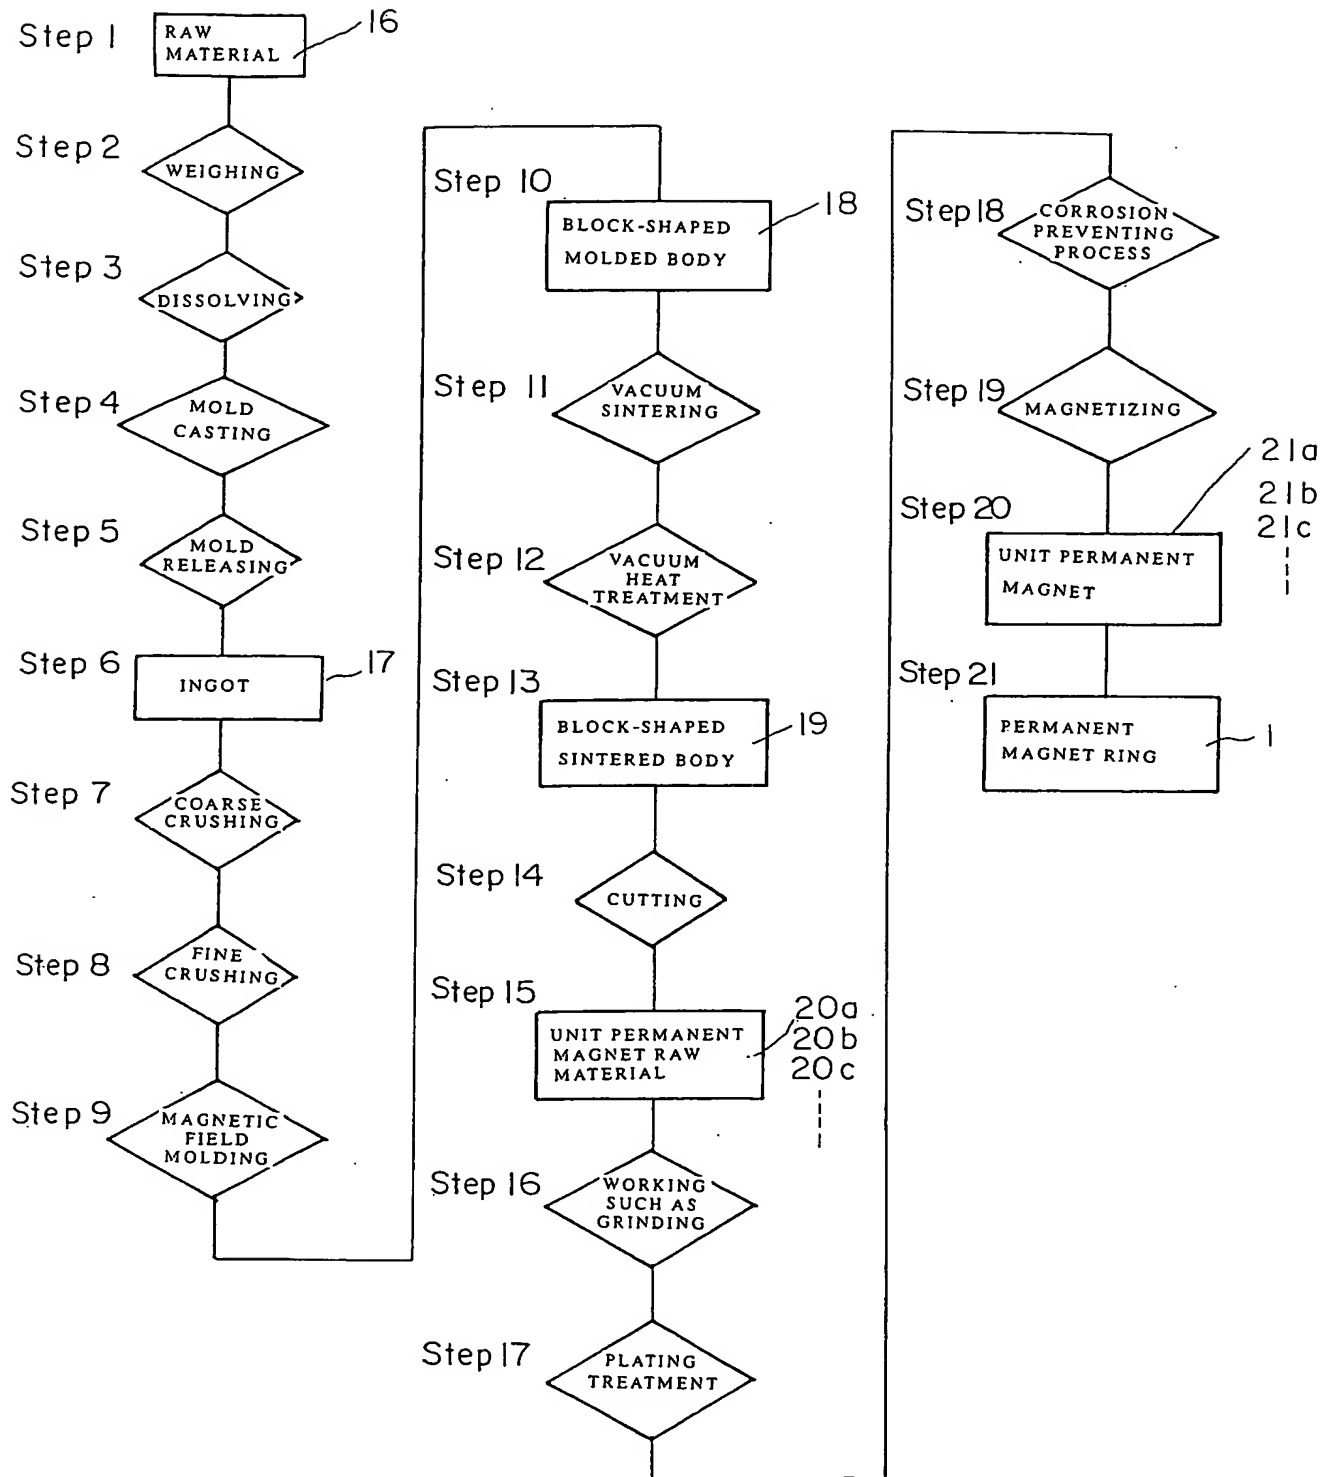 Step 1
RAW
MATERIAL
16
Step 2
WEIGHING
Step 3
DISSOLVING
Step 4
MOLD
CASTING
Step 5
MOLD
RELEASING
Step 6
INGOT
17
Step 7
COARSE
CRUSHING
Step 8
FINE
CRUSHING
Step 9
MAGNETIC
FIELD
MOLDING
Step 10
BLOCK-SHAPED
MOLDED BODY
18
Step 11
VACUUM
SINTERING
Step 12
VACUUM
HEAT
TREATMENT
Step 13
BLOCK-SHAPED
SINTERED BODY
19
Step 14
CUTTING
Step 15
UNIT PERMANENT
MAGNET RAW
MATERIAL
20a
20b
20c
Step 16
WORKING
SUCH AS
GRINDING
Step 17
PLATING
TREATMENT
Step 18
CORROSION
PREVENTING
PROCESS
Step 19
MAGNETIZING
Step 20
UNIT PERMANENT
MAGNET
21a
21b
21c
Step 21
PERMANENT
MAGNET RING
1